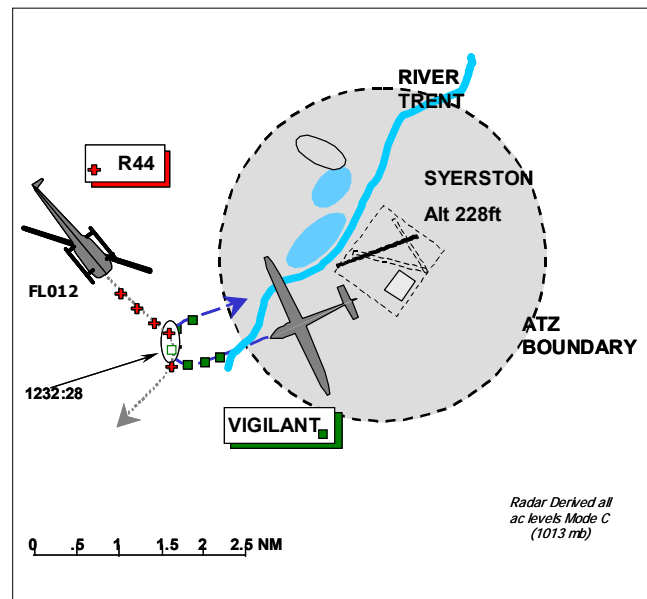 RIVER
TRENT
R44
SYERSTON
Alt 228ft
FL012
ATZ
BOUNDARY
1232:28
VIGILANT
Radar Derived all
ac levels Mode C
(1013 mb)
0 .5 1 1.5 2 2.5 NM